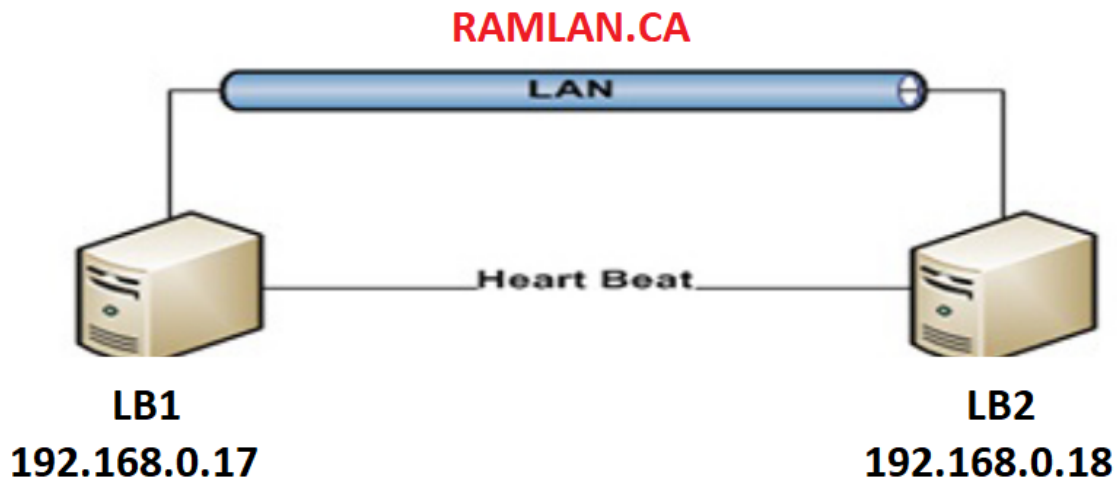 RAMLAN.CA
LAN
Heart Beat
LB1
192.168.0.17
LB2
192.168.0.18